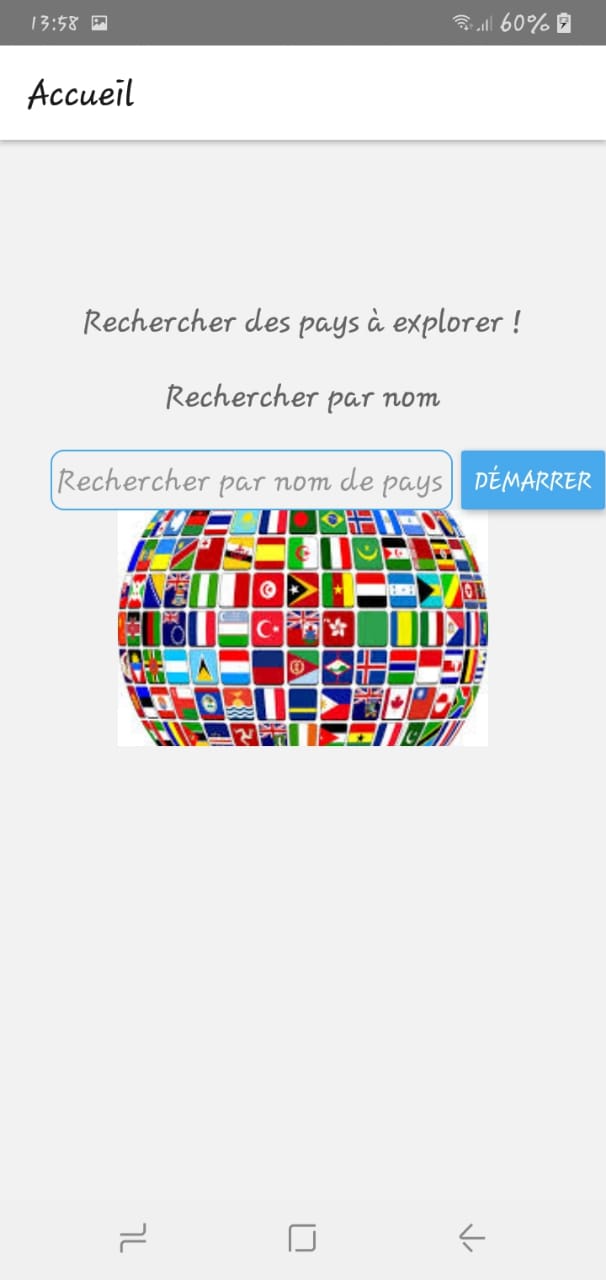 13:58 60%
Accueil
Rechercher des pays à explorer !
Rechercher par nom
Rechercher par nom de pays DÉMARRER